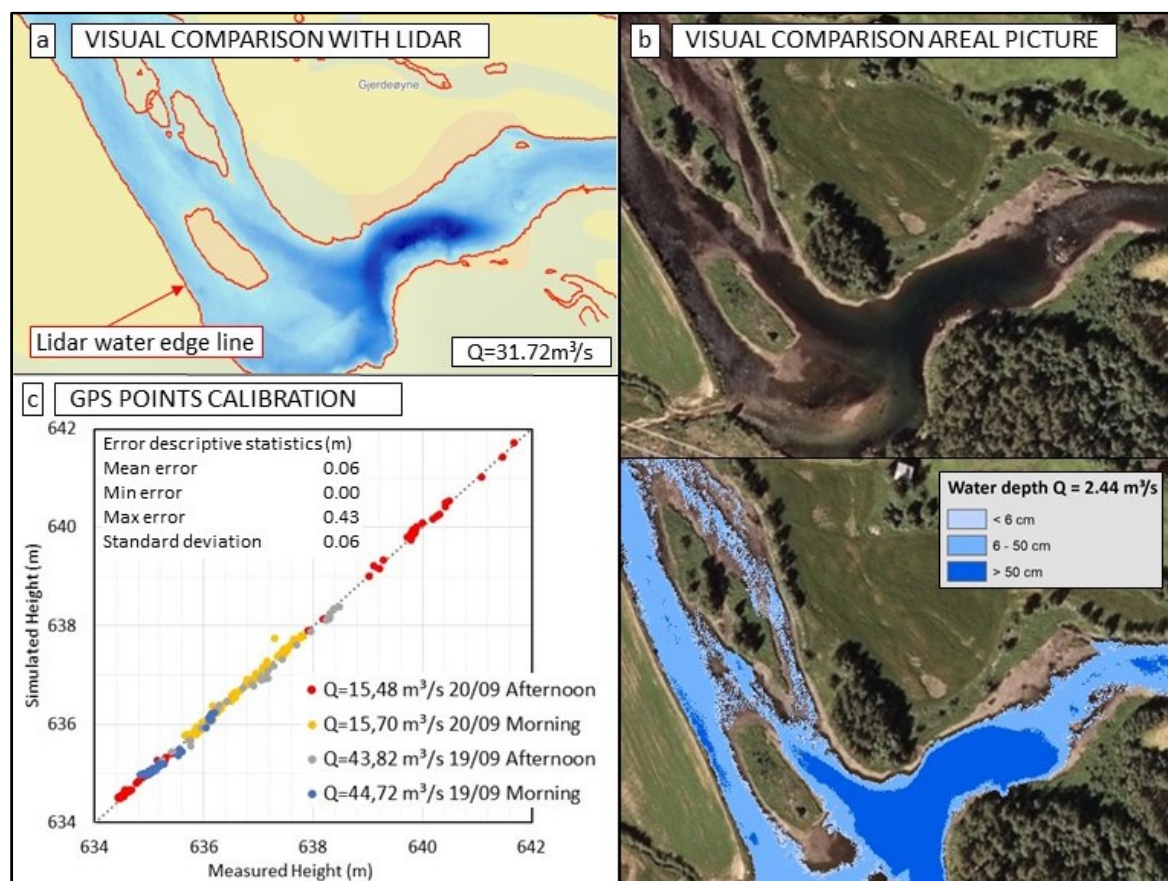 a
VISUAL COMPARISON WITH LIDAR
Gjerdeøyne
Lidar water edge line
Q=31.72m³/s
b
VISUAL COMPARISON AREAL PICTURE
Water depth Q = 2.44 m³/s
< 6 cm
6 - 50 cm
> 50 cm
c
GPS POINTS CALIBRATION
Error descriptive statistics (m)
Mean error 0.06
Min error 0.00
Max error 0.43
Standard deviation 0.06
Simulated Height (m)
642
640
638
636
634
Q=15,48 m³/s 20/09 Afternoon
Q=15,70 m³/s 20/09 Morning
Q=43,82 m³/s 19/09 Afternoon
Q=44,72 m³/s 19/09 Morning
634 636 638 640 642
Measured Height (m)